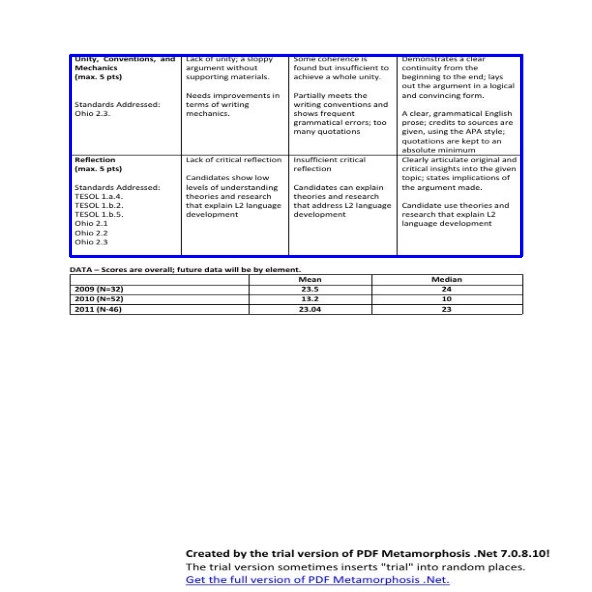 Unity, Conventions, and
Mechanics
(max. 5 pts)
Standards Addressed:
Ohio 2.3.
Lack of unity; a sloppy
argument without
supporting materials.
Needs improvements in
terms of writing
mechanics.
Some coherence is
found but insufficient to
achieve a whole unity.
Partially meets the
writing conventions and
shows frequent
grammatical errors; too
many quotations
Demonstrates a clear
continuity from the
beginning to the end; lays
out the argument in a logical
and convincing form.
A clear, grammatical English
prose; credits to sources are
given, using the APA style;
quotations are kept to an
absolute minimum
Reflection
(max. 5 pts)
Standards Addressed:
TESOL 1.a.4.
TESOL 1.b.2.
TESOL 1.b.5.
Ohio 2.1
Ohio 2.2
Ohio 2.3
Lack of critical reflection
Candidates show low
levels of understanding
theories and research
that explain L2 language
development
Insufficient critical
reflection
Candidates can explain
theories and research
that address L2 language
development
Clearly articulate original and
critical insights into the given
topic; states implications of
the argument made.
Candidate use theories and
research that explain L2
language development
DATA – Scores are overall; future data will be by element.
Mean Median
2009 (N=32) 23.5 24
2010 (N=52) 13.2 10
2011 (N-46) 23.04 23
Created by the trial version of PDF Metamorphosis .Net 7.0.8.10!
The trial version sometimes inserts "trial" into random places.
Get the full version of PDF Metamorphosis .Net.